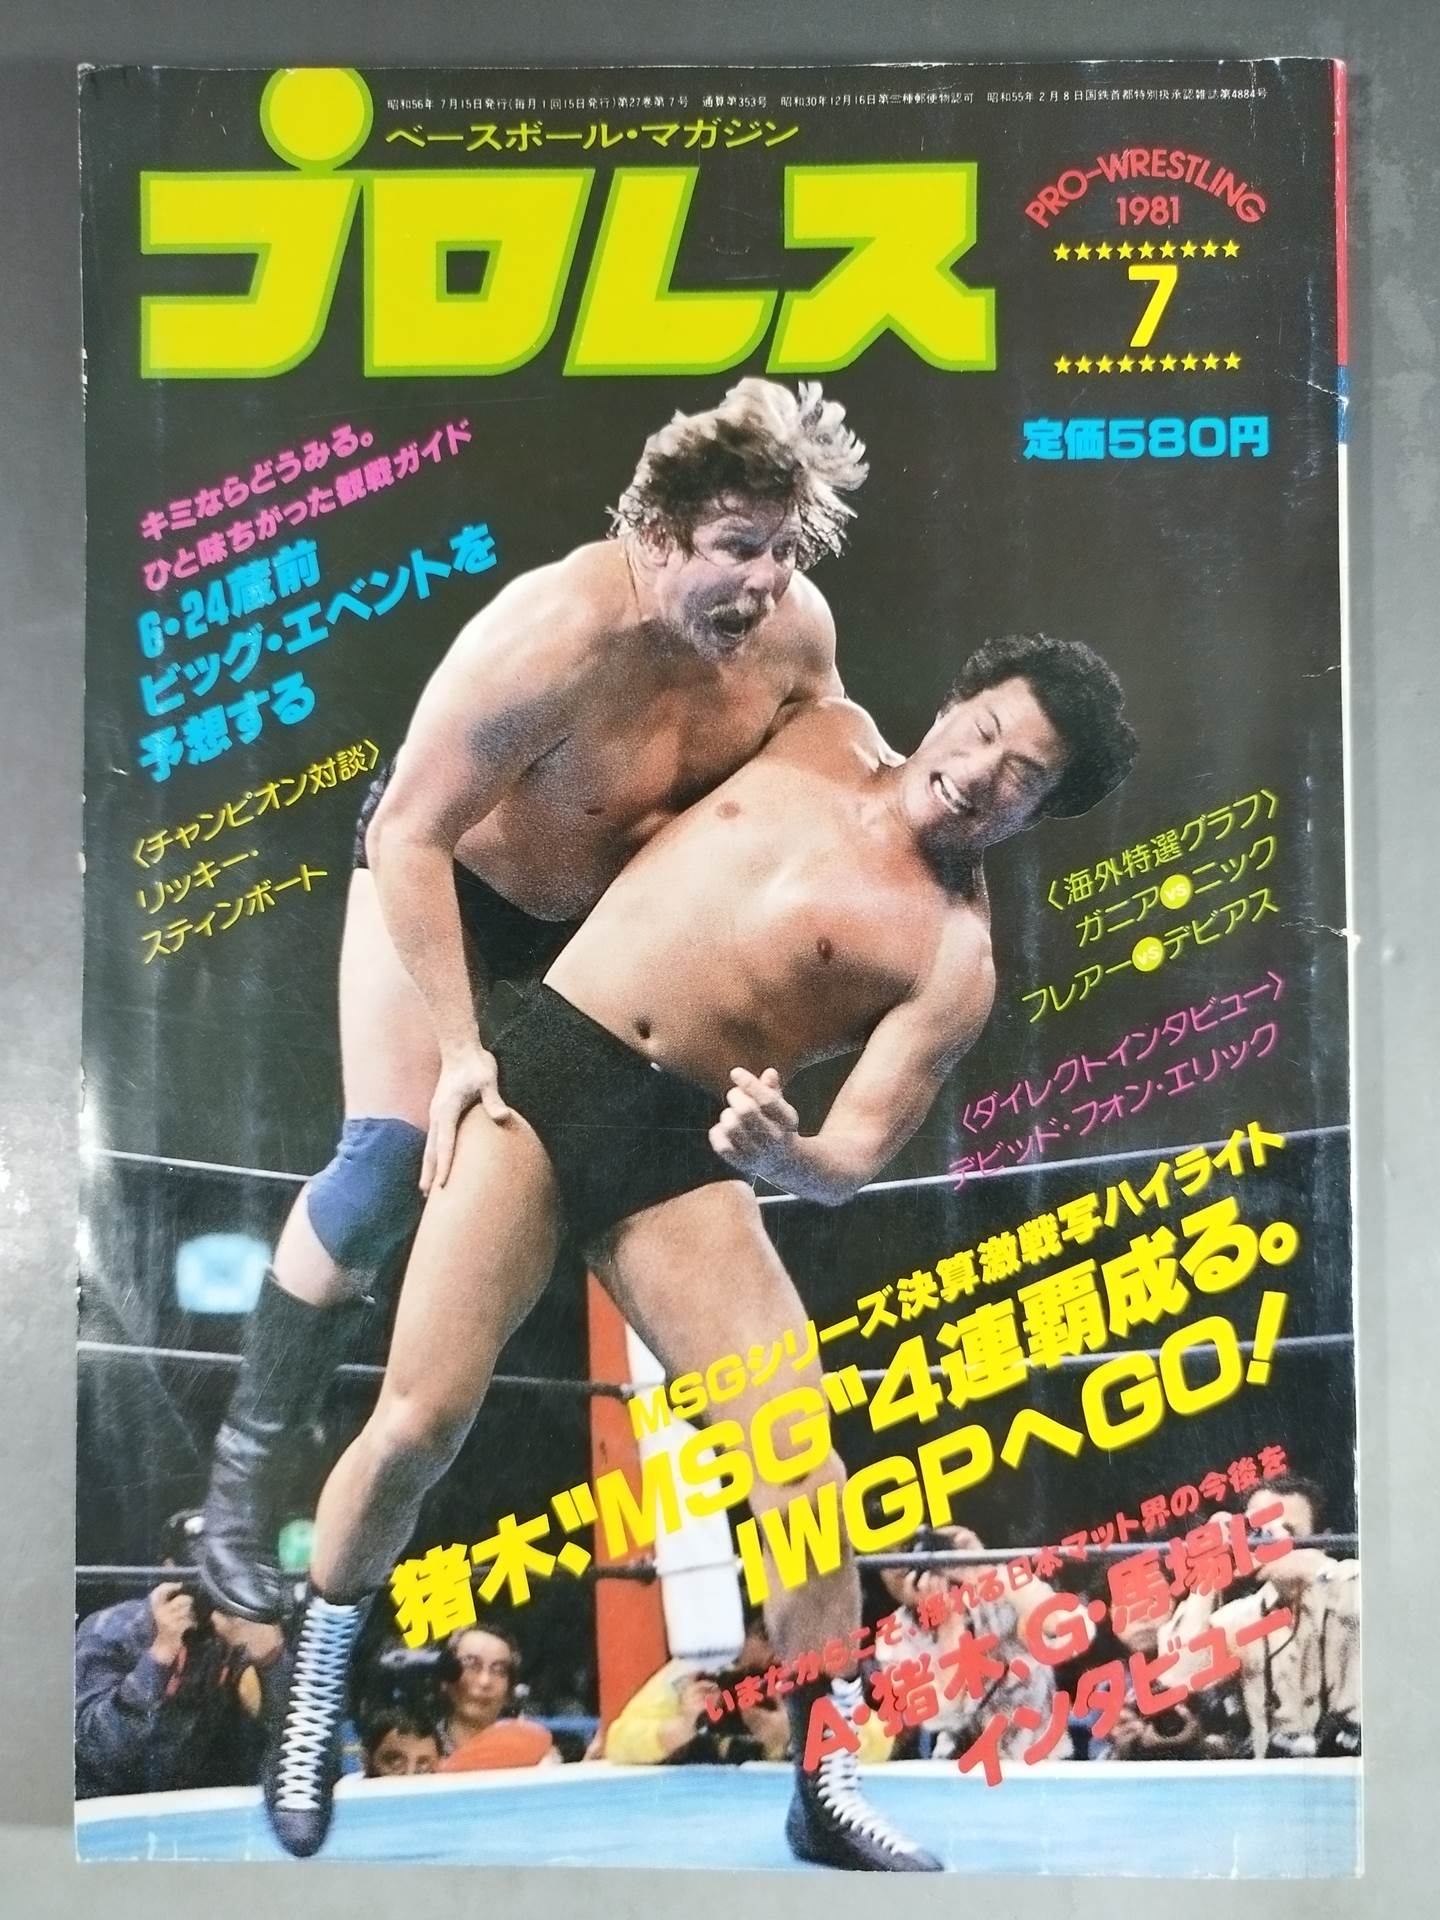 昭和56年7月15日発行(毎月1回15日発行)第27巻第7号 通算第353号 昭和30年12月16日第三種郵便物認可 昭和55年2月8日国鉄首都特別扱承認雑誌第4884号
ベースボール・マガジン
プロレス
PRO-WRESTLING
1981
7
定価580円
キミならどうみる。
ひと味ちがった観戦ガイド
6・24蔵前
ビッグ・エベントを
予想する
〈チャンピオン対談〉
リッキー・
スティンボート
〈海外特選グラフ〉
ガニアvsニック
フレアーvsデビアス
〈ダイレクトインタビュー〉
デビッド・フォン・エリック
MSGシリーズ決算激戦写ハイライト
猪木、"MSG"4連覇成る。
IWGPへGO!
いまだからこそ、揺れる日本マット界の今後を
A・猪木、G・馬場に
インタビュー